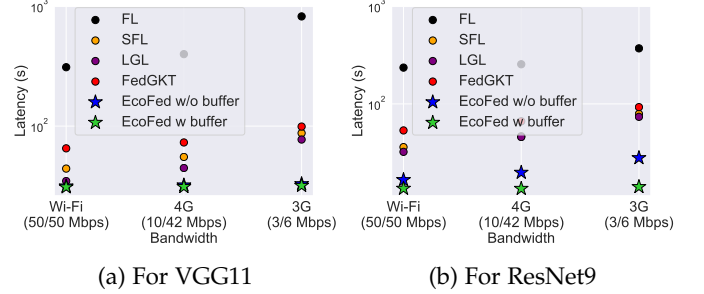 10³
10²
Latency (s)
FL
SFL
LGL
FedGKT
EcoFed w/o buffer
EcoFed w buffer
Wi-Fi
(50/50 Mbps)
4G
(10/42 Mbps)
3G
(3/6 Mbps)
Bandwidth
(a) For VGG11
10³
10²
Latency (s)
FL
SFL
LGL
FedGKT
EcoFed w/o buffer
EcoFed w buffer
Wi-Fi
(50/50 Mbps)
4G
(10/42 Mbps)
3G
(3/6 Mbps)
Bandwidth
(b) For ResNet9